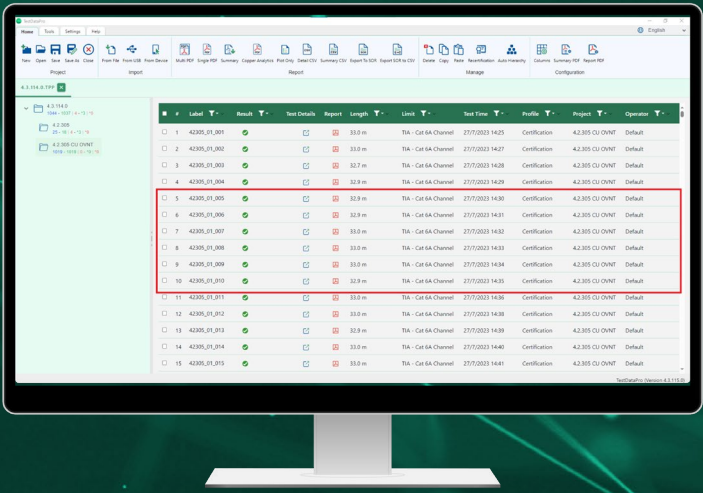 TestDataPro
Home Tools Settings Help English
New Open Save Save As Close From File From USB From Device Multi PDF Single PDF Summary Copper Analytics Plot Only Detail CSV Summary CSV Export To SOR Export SOR to CSV Delete Copy Paste Recertification Auto Hierarchy Columns Summary PDF Report PDF
Project Import Report Manage Configuration
4.3.114.0.TPP
4.3.114.0
4.2.305
4.2.305 CU OVNT
# Label Result Test Details Report Length Limit Test Time Profile Project Operator
1 42305_01_001 33.0 m TIA - Cat 6A Channel 27/7/2023 14:25 Certification 4.2.305 CU OVNT Default
2 42305_01_002 33.0 m TIA - Cat 6A Channel 27/7/2023 14:27 Certification 4.2.305 CU OVNT Default
3 42305_01_003 32.7 m TIA - Cat 6A Channel 27/7/2023 14:28 Certification 4.2.305 CU OVNT Default
4 42305_01_004 32.9 m TIA - Cat 6A Channel 27/7/2023 14:29 Certification 4.2.305 CU OVNT Default
5 42305_01_005 32.9 m TIA - Cat 6A Channel 27/7/2023 14:30 Certification 4.2.305 CU OVNT Default
6 42305_01_006 32.9 m TIA - Cat 6A Channel 27/7/2023 14:31 Certification 4.2.305 CU OVNT Default
7 42305_01_007 33.0 m TIA - Cat 6A Channel 27/7/2023 14:32 Certification 4.2.305 CU OVNT Default
8 42305_01_008 33.0 m TIA - Cat 6A Channel 27/7/2023 14:33 Certification 4.2.305 CU OVNT Default
9 42305_01_009 33.0 m TIA - Cat 6A Channel 27/7/2023 14:34 Certification 4.2.305 CU OVNT Default
10 42305_01_010 32.9 m TIA - Cat 6A Channel 27/7/2023 14:35 Certification 4.2.305 CU OVNT Default
11 42305_01_011 33.0 m TIA - Cat 6A Channel 27/7/2023 14:36 Certification 4.2.305 CU OVNT Default
12 42305_01_012 33.0 m TIA - Cat 6A Channel 27/7/2023 14:38 Certification 4.2.305 CU OVNT Default
13 42305_01_013 32.9 m TIA - Cat 6A Channel 27/7/2023 14:39 Certification 4.2.305 CU OVNT Default
14 42305_01_014 33.0 m TIA - Cat 6A Channel 27/7/2023 14:40 Certification 4.2.305 CU OVNT Default
15 42305_01_015 33.0 m TIA - Cat 6A Channel 27/7/2023 14:41 Certification 4.2.305 CU OVNT Default
TestDataPro (Version 4.3.115.0)